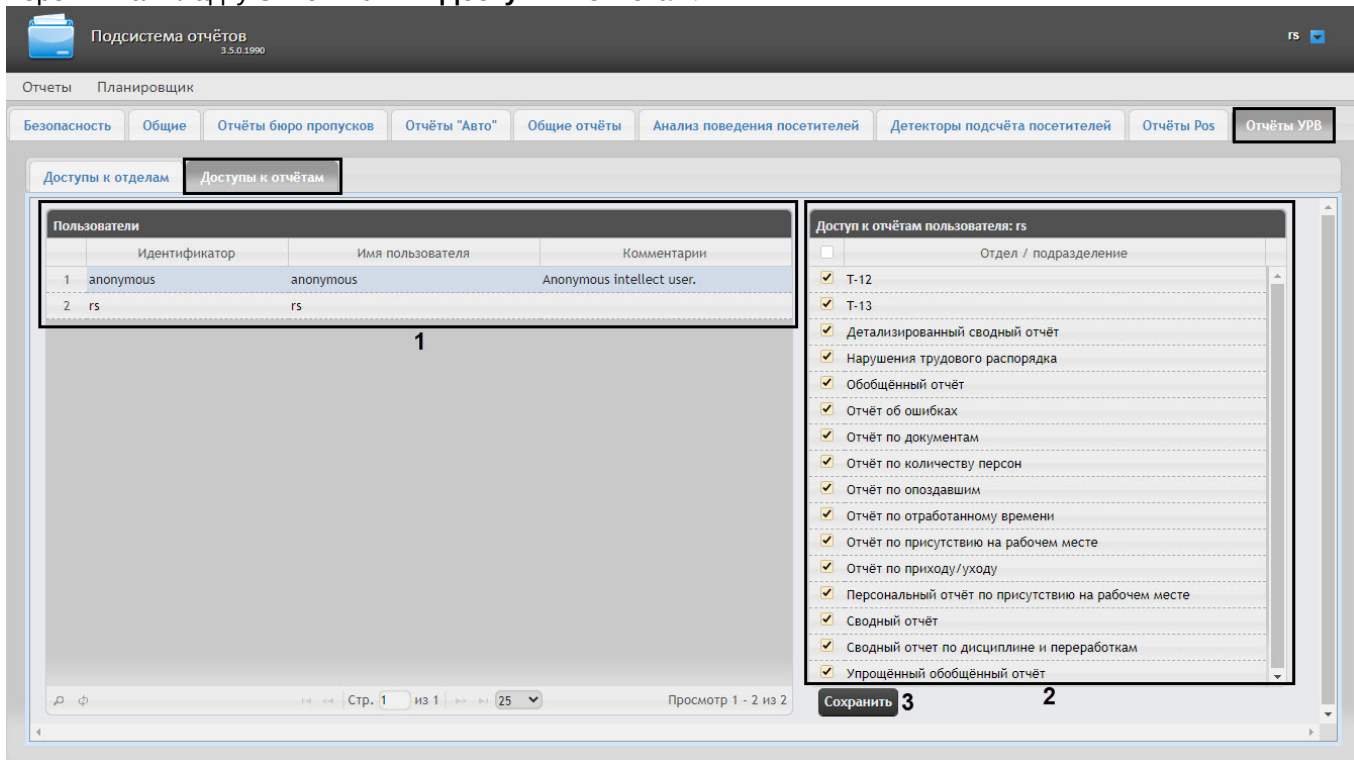 Подсистема отчётов
3.5.0.1990
rs
Отчеты Планировщик
Безопасность Общие Отчёты бюро пропусков Отчёты "Авто" Общие отчёты Анализ поведения посетителей Детекторы подсчёта посетителей Отчёты Pos Отчёты УРВ
Доступы к отделам Доступы к отчётам
Пользователи
Идентификатор Имя пользователя Комментарии
1 anonymous anonymous Anonymous intellect user.
2 rs rs
1
Стр. 1 из 1 25 Просмотр 1 - 2 из 2
Доступ к отчётам пользователя: rs
Отдел / подразделение
Т-12
Т-13
Детализированный сводный отчёт
Нарушения трудового распорядка
Обобщённый отчёт
Отчёт об ошибках
Отчёт по документам
Отчёт по количеству персон
Отчёт по опоздавшим
Отчёт по отработанному времени
Отчёт по присутствию на рабочем месте
Отчёт по приходу/уходу
Персональный отчёт по присутствию на рабочем месте
Сводный отчёт
Сводный отчет по дисциплине и переработкам
Упрощённый обобщённый отчёт
Сохранить 3 2